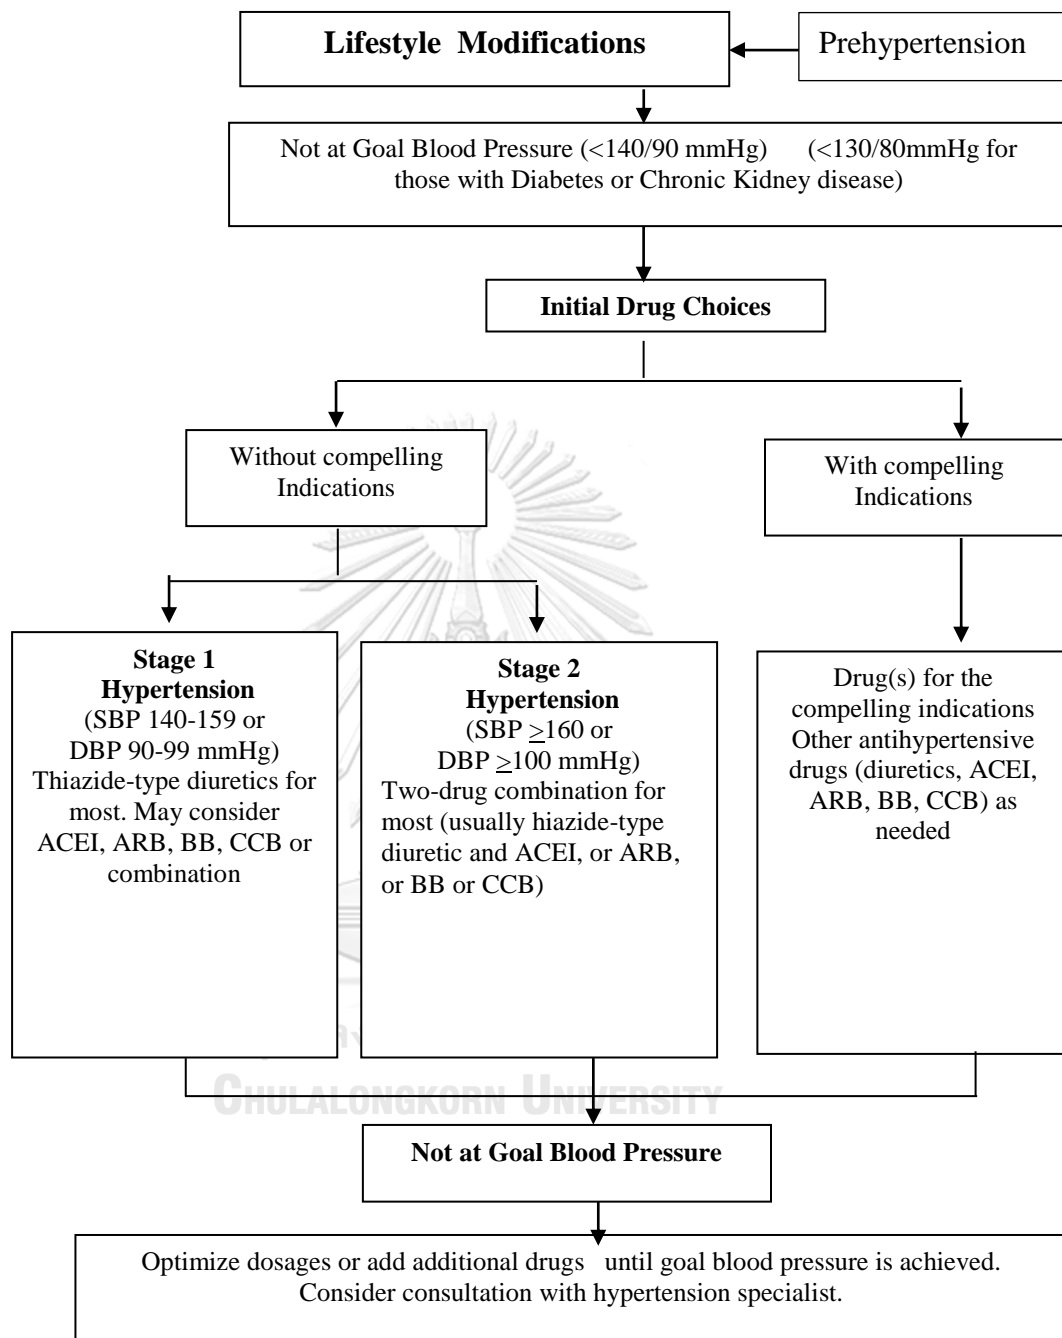 Lifestyle Modifications
Prehypertension
Not at Goal Blood Pressure (<140/90 mmHg) (<130/80mmHg for
those with Diabetes or Chronic Kidney disease)
Initial Drug Choices
Without compelling
Indications
With compelling
Indications
Stage 1
Hypertension
(SBP 140-159 or
DBP 90-99 mmHg)
Thiazide-type diuretics for
most. May consider
ACEI, ARB, BB, CCB or
combination
Stage 2
Hypertension
(SBP ≥160 or
DBP ≥100 mmHg)
Two-drug combination for
most (usually hiazide-type
diuretic and ACEI, or ARB,
or BB or CCB)
Drug(s) for the
compelling indications
Other antihypertensive
drugs (diuretics, ACEI,
ARB, BB, CCB) as
needed
CHULALONGKORN UNIVERSITY
Not at Goal Blood Pressure
Optimize dosages or add additional drugs until goal blood pressure is achieved.
Consider consultation with hypertension specialist.